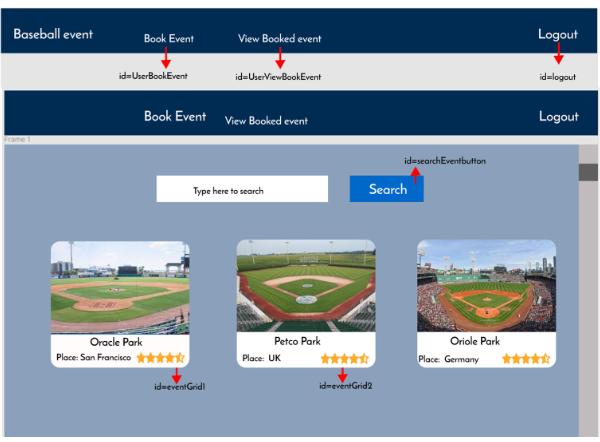 Baseball event Book Event View Booked event Logout
id=UserBookEvent id=UserViewBookEvent id=logout
Book Event View Booked event Logout
Frame 1
id=searchEventbutton
Type here to search Search
Oracle Park Petco Park Oriole Park
Place: San Francisco Place: UK Place: Germany
id=eventGrid1 id=eventGrid2